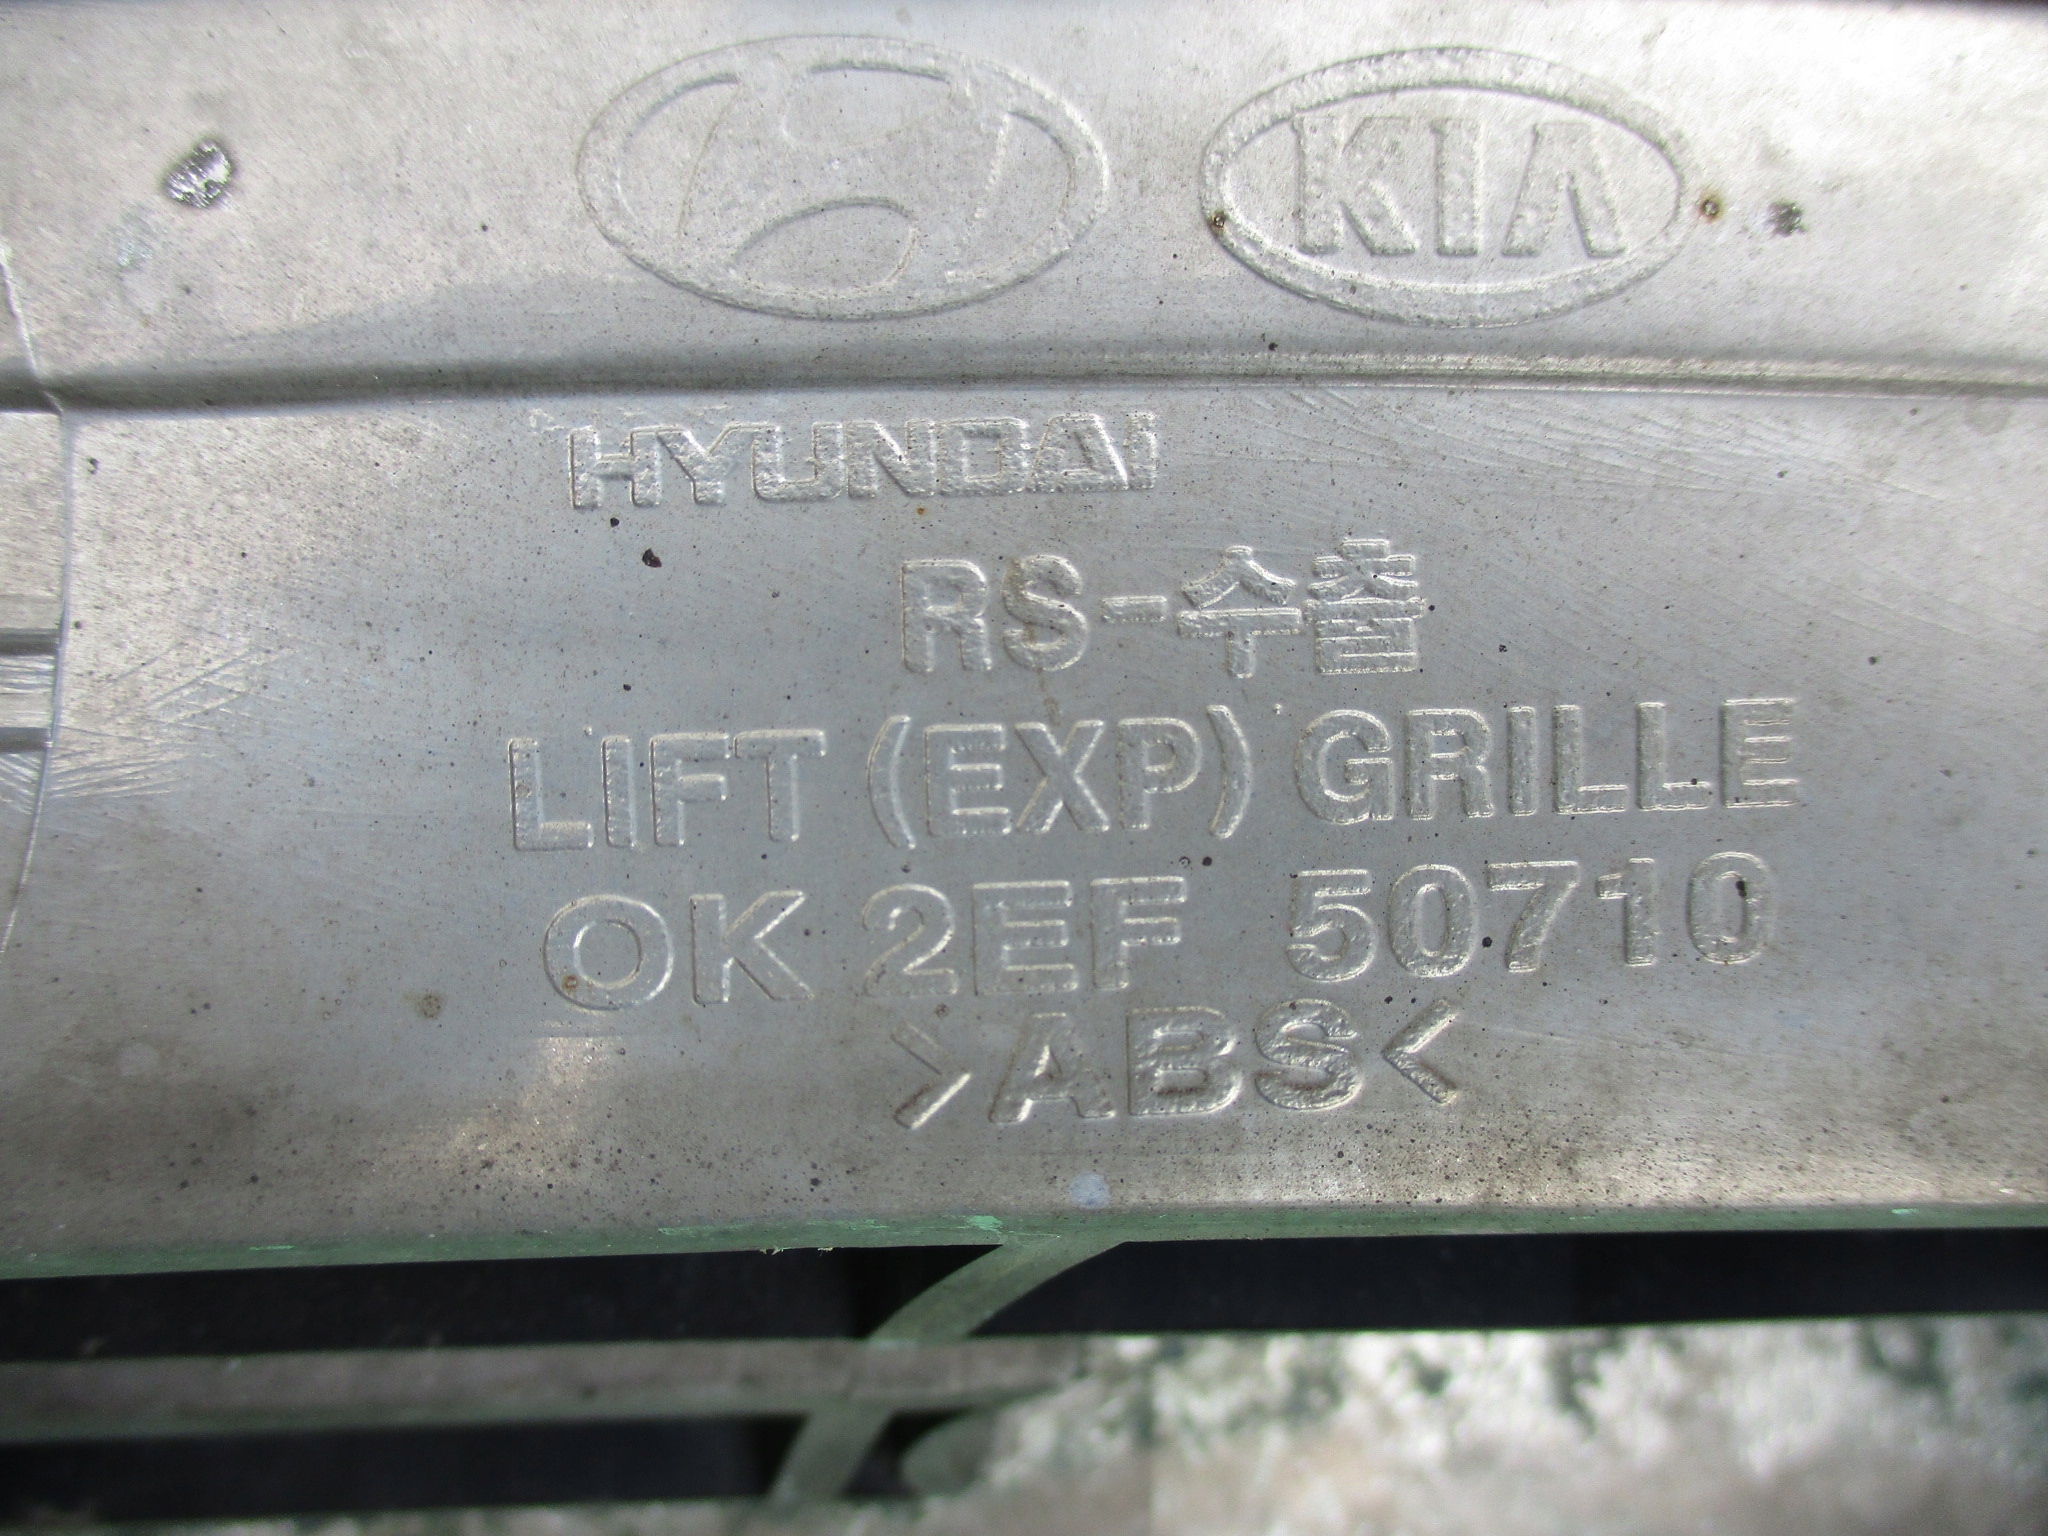 KIA
HYUNDAI
RS-수출
LIFT (EXP) GRILLE
OK 2EF 50710
>ABS<